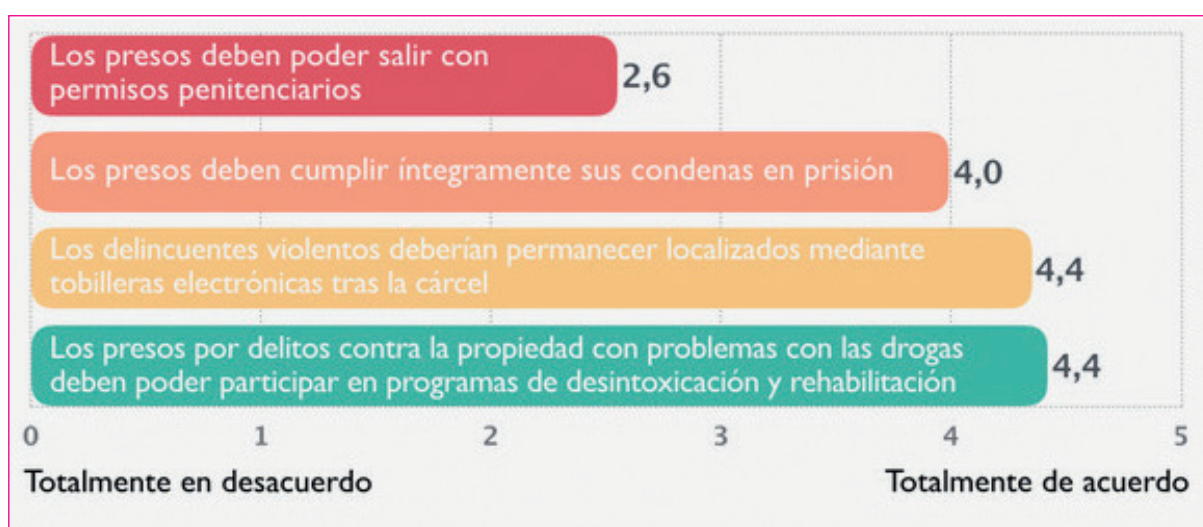 Los presos deben poder salir con
permisos penitenciarios
2,6
Los presos deben cumplir íntegramente sus condenas en prisión
4,0
Los delincuentes violentos deberían permanecer localizados mediante
tobilleras electrónicas tras la cárcel
4,4
Los presos por delitos contra la propiedad con problemas con las drogas
deben poder participar en programas de desintoxicación y rehabilitación
4,4
0 1 2 3 4 5
Totalmente en desacuerdo Totalmente de acuerdo